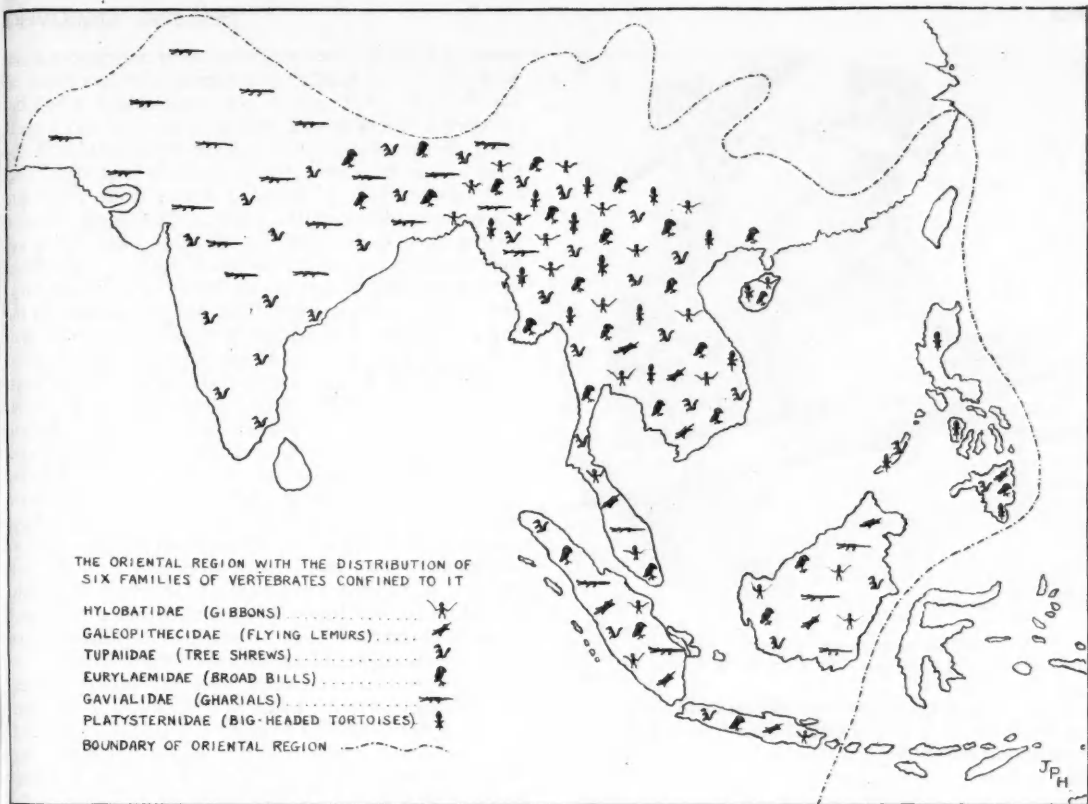 THE ORIENTAL REGION WITH THE DISTRIBUTION OF
SIX FAMILIES OF VERTEBRATES CONFINED TO IT
HYLOBATIDAE (GIBBONS)
GALEOPITHECIDAE (FLYING LEMURS)
TUPAIIDAE (TREE SHREWS)
EURYLAEMIDAE (BROAD BILLS)
GAVIALIDAE (GHARIALS)
PLATYSTERNIDAE (BIG-HEADED TORTOISES)
BOUNDARY OF ORIENTAL REGION
JPH